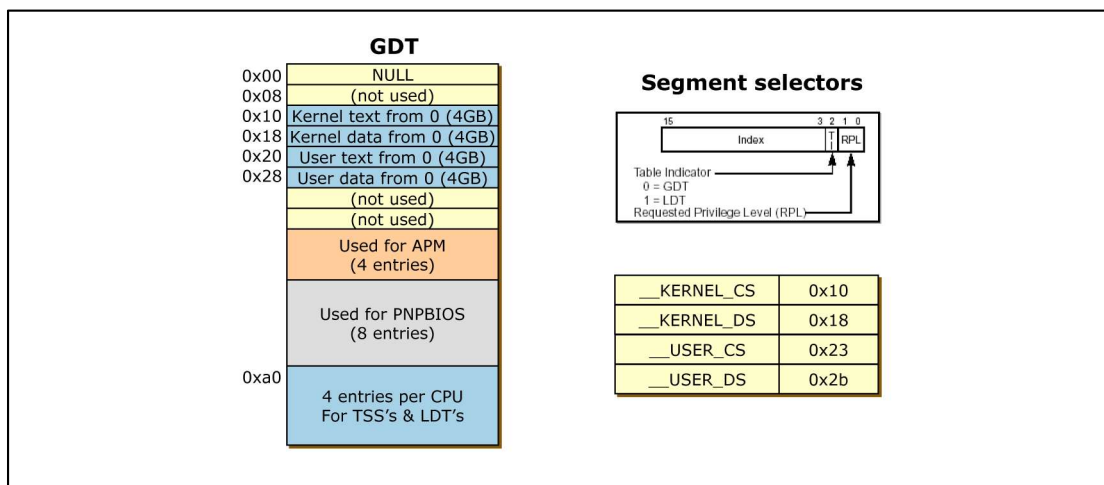 GDT
0x00
NULL
0x08
(not used)
0x10
Kernel text from 0 (4GB)
0x18
Kernel data from 0 (4GB)
0x20
User text from 0 (4GB)
0x28
User data from 0 (4GB)
(not used)
(not used)
Used for APM
(4 entries)
Used for PNPBIOS
(8 entries)
0xa0
4 entries per CPU
For TSS's & LDT's
Segment selectors
15 3 2 1 0
Index T I RPL
Table Indicator
0 = GDT
1 = LDT
Requested Privilege Level (RPL)
__KERNEL_CS 0x10
__KERNEL_DS 0x18
__USER_CS 0x23
__USER_DS 0x2b